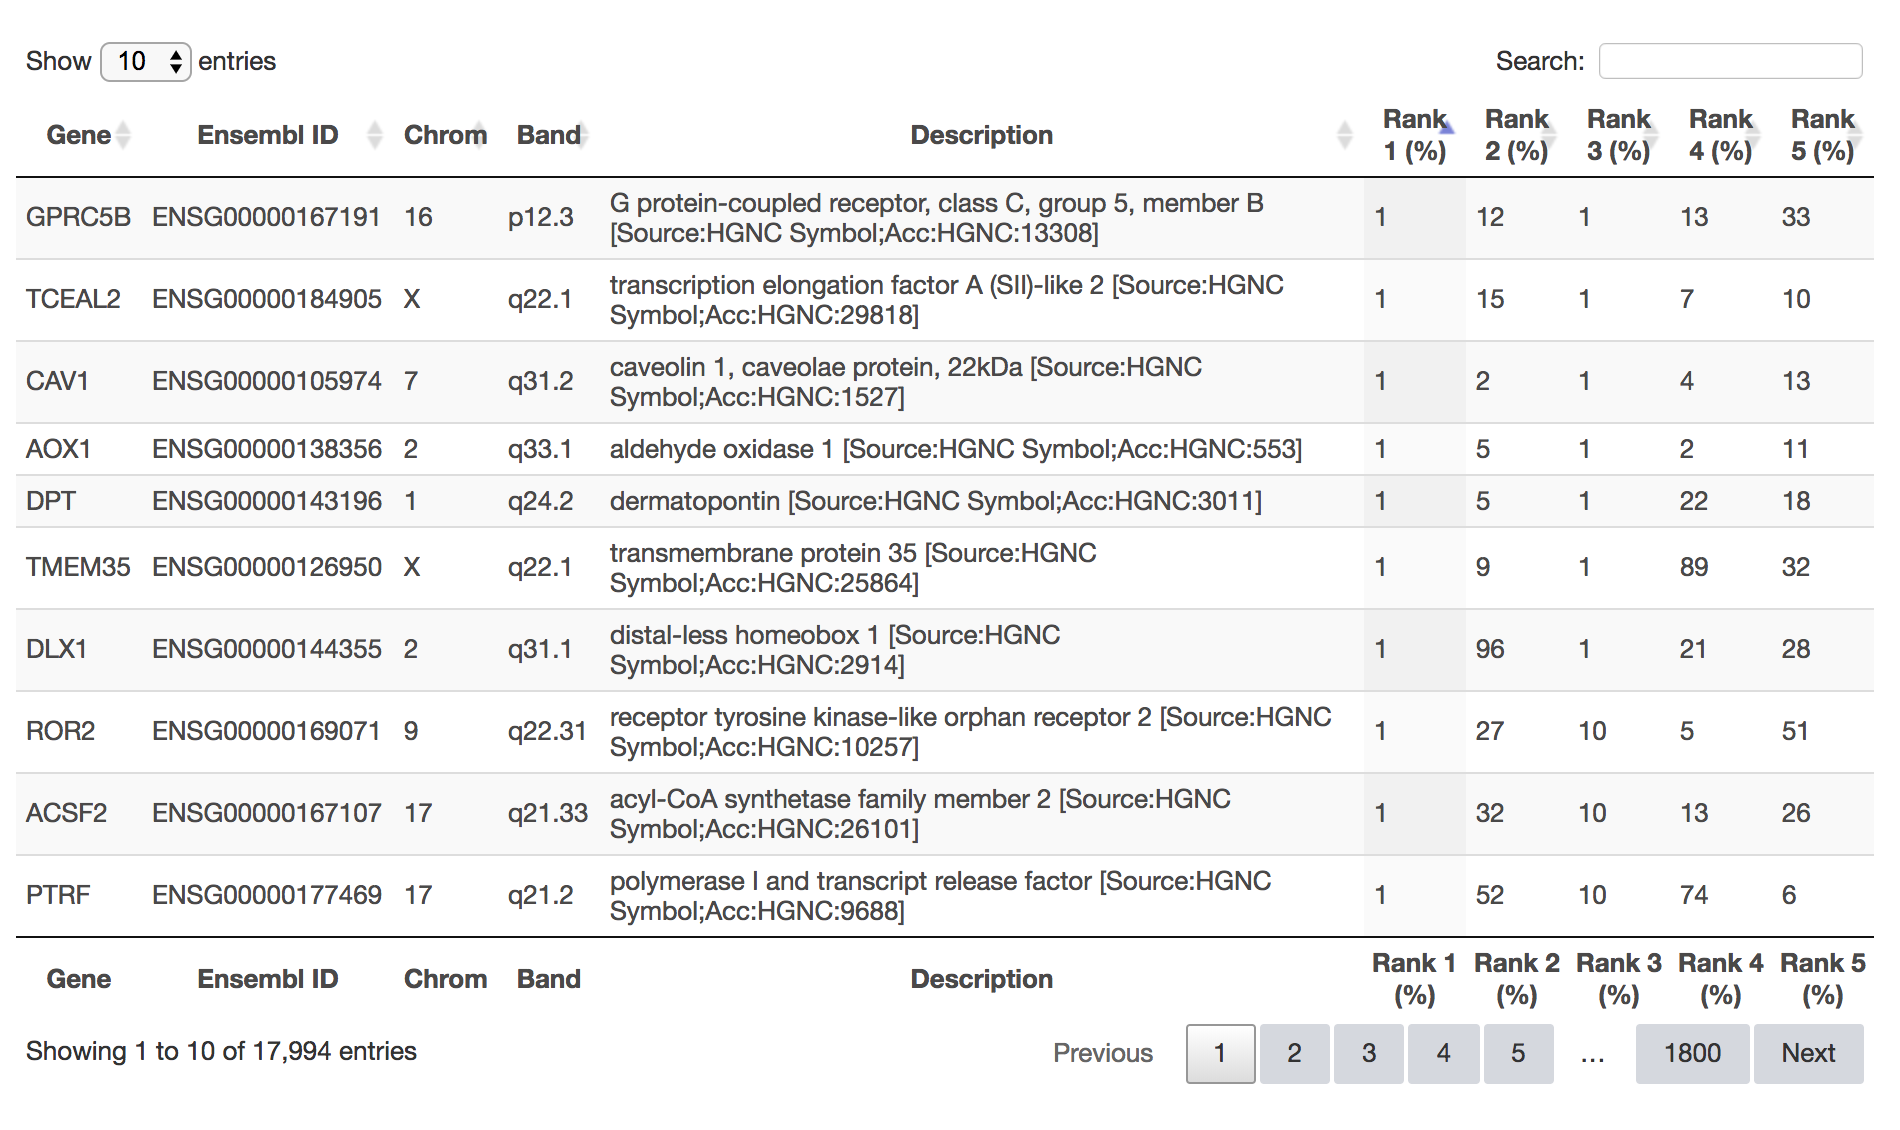 Show 10 entries Search:
Gene Ensembl ID Chrom Band Description Rank 1 (%) Rank 2 (%) Rank 3 (%) Rank 4 (%) Rank 5 (%)
GPRC5B ENSG00000167191 16 p12.3 G protein-coupled receptor, class C, group 5, member B
[Source:HGNC Symbol;Acc:HGNC:13308] 1 12 1 13 33
TCEAL2 ENSG00000184905 X q22.1 transcription elongation factor A (SII)-like 2 [Source:HGNC
Symbol;Acc:HGNC:29818] 1 15 1 7 10
CAV1 ENSG00000105974 7 q31.2 caveolin 1, caveolae protein, 22kDa [Source:HGNC
Symbol;Acc:HGNC:1527] 1 2 1 4 13
AOX1 ENSG00000138356 2 q33.1 aldehyde oxidase 1 [Source:HGNC Symbol;Acc:HGNC:553] 1 5 1 2 11
DPT ENSG00000143196 1 q24.2 dermatopontin [Source:HGNC Symbol;Acc:HGNC:3011] 1 5 1 22 18
TMEM35 ENSG00000126950 X q22.1 transmembrane protein 35 [Source:HGNC
Symbol;Acc:HGNC:25864] 1 9 1 89 32
DLX1 ENSG00000144355 2 q31.1 distal-less homeobox 1 [Source:HGNC
Symbol;Acc:HGNC:2914] 1 96 1 21 28
ROR2 ENSG00000169071 9 q22.31 receptor tyrosine kinase-like orphan receptor 2 [Source:HGNC
Symbol;Acc:HGNC:10257] 1 27 10 5 51
ACSF2 ENSG00000167107 17 q21.33 acyl-CoA synthetase family member 2 [Source:HGNC
Symbol;Acc:HGNC:26101] 1 32 10 13 26
PTRF ENSG00000177469 17 q21.2 polymerase I and transcript release factor [Source:HGNC
Symbol;Acc:HGNC:9688] 1 52 10 74 6
Gene Ensembl ID Chrom Band Description Rank 1 (%) Rank 2 (%) Rank 3 (%) Rank 4 (%) Rank 5 (%)
Showing 1 to 10 of 17,994 entries Previous 1 2 3 4 5 ... 1800 Next